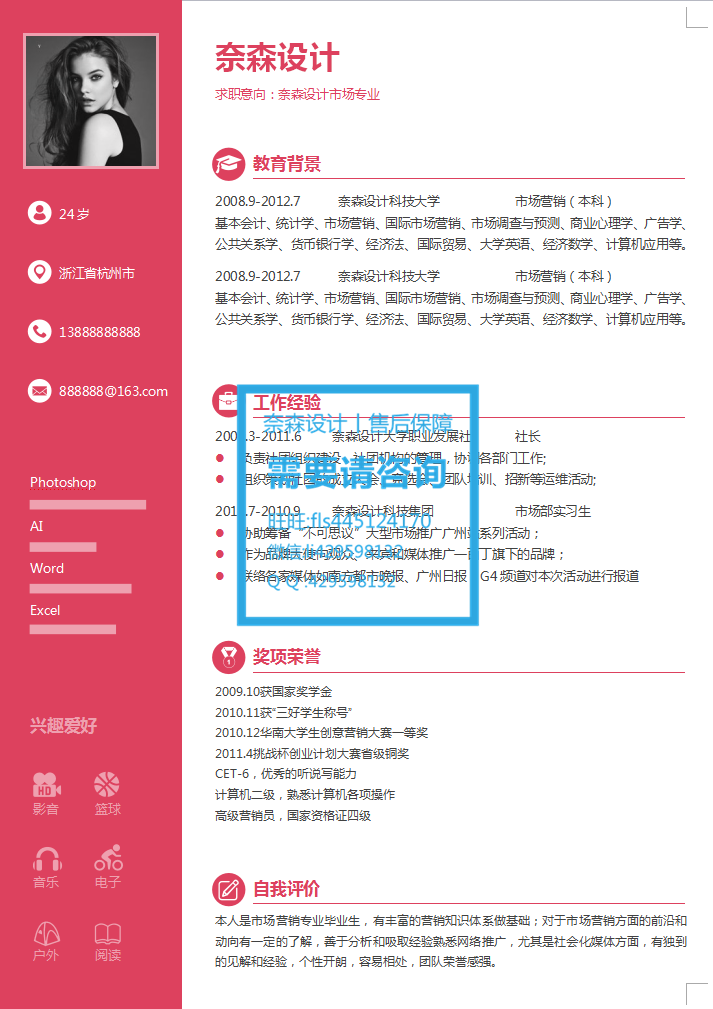 24 岁
浙江省杭州市
13888888888
888888@163.com
Photoshop
AI
Word
Excel
兴趣爱好
HD
影音 篮球
音乐 电子
户外 阅读
奈森设计
求职意向：奈森设计市场专业
教育背景
2008.9-2012.7 奈森设计科技大学 市场营销（本科）
基本会计、统计学、市场营销、国际市场营销、市场调查与预测、商业心理学、广告学、
公共关系学、货币银行学、经济法、国际贸易、大学英语、经济数学、计算机应用等。
2008.9-2012.7 奈森设计科技大学 市场营销（本科）
基本会计、统计学、市场营销、国际市场营销、市场调查与预测、商业心理学、广告学、
公共关系学、货币银行学、经济法、国际贸易、大学英语、经济数学、计算机应用等。
工作经验
奈森设计丨售后保障
.3-2011.6 奈森设计大学职业发展社 社长
负责社团组织建设，社团机构的管理，协 各部门工作;
需要请咨询
组织策划社团的成立大会、竞选会、团队培训、招新等运维活动;
.7-2010.9 奈森设计科技集团 市场部实习生
旺旺:fls445124170
协助筹备“不可思议”大型市场推广广州 系列活动；
作为品牌大使向观众、来宾和媒体推广一百丁旗下的品牌；
联络各家媒体如南方都市晚报、广州日报 G4 频道对本次活动进行报道
Q Q :429598132
奖项荣誉
2009.10获国家奖学金
2010.11获“三好学生称号”
2010.12华南大学生创意营销大赛一等奖
2011.4挑战杯创业计划大赛省级铜奖
CET-6，优秀的听说写能力
计算机二级，熟悉计算机各项操作
高级营销员，国家资格证四级
自我评价
本人是市场营销专业毕业生，有丰富的营销知识体系做基础；对于市场营销方面的前沿和
动向有一定的了解，善于分析和吸取经验熟悉网络推广，尤其是社会化媒体方面，有独到
的见解和经验，个性开朗，容易相处，团队荣誉感强。